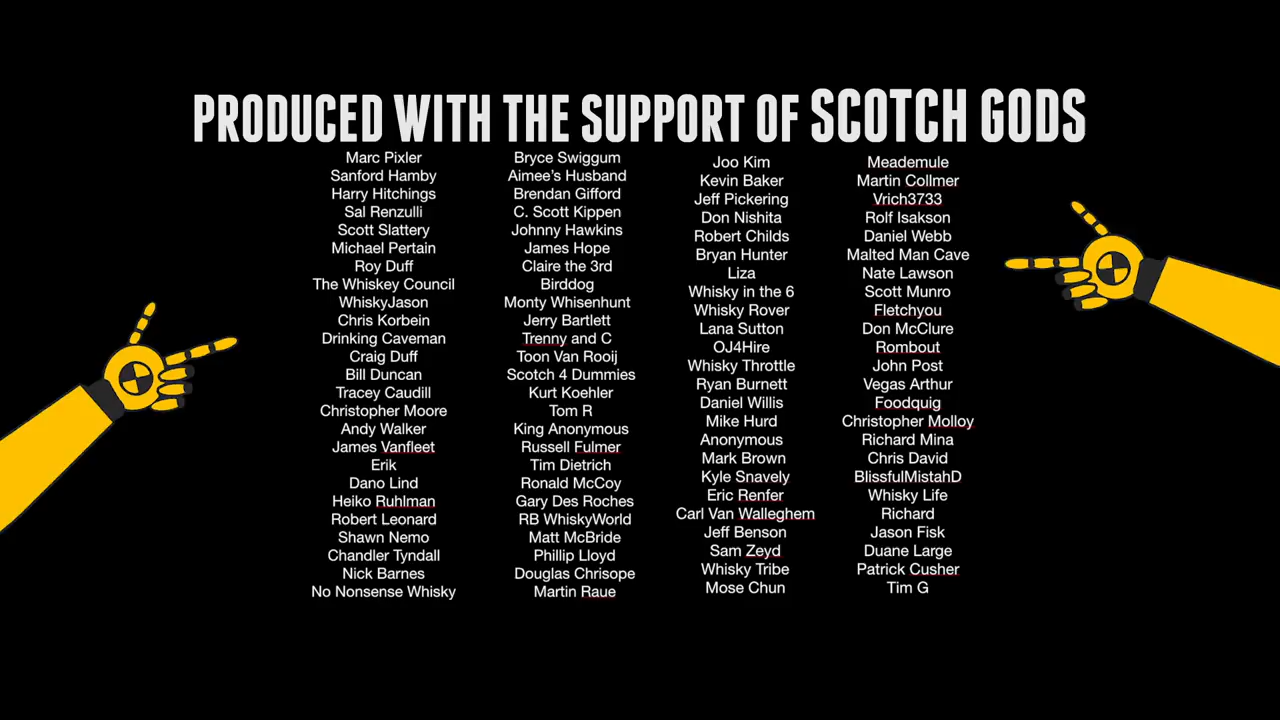 PRODUCED WITH THE SUPPORT OF SCOTCH GODS
Marc Pixler
Sanford Hamby
Harry Hitchings
Sal Renzulli
Scott Slattery
Michael Pertain
Roy Duff
The Whiskey Council
WhiskyJason
Chris Korbein
Drinking Caveman
Craig Duff
Bill Duncan
Tracey Caudill
Christopher Moore
Andy Walker
James Vanfleet
Erik
Dano Lind
Heiko Ruhlman
Robert Leonard
Shawn Nemo
Chandler Tyndall
Nick Barnes
No Nonsense Whisky
Bryce Swiggum
Aimee's Husband
Brendan Gifford
C. Scott Kippen
Johnny Hawkins
James Hope
Claire the 3rd
Birddog
Monty Whisenhunt
Jerry Bartlett
Trenny and C
Toon Van Rooij
Scotch 4 Dummies
Kurt Koehler
Tom R
King Anonymous
Russell Fulmer
Tim Dietrich
Ronald McCoy
Gary Des Roches
RB WhiskyWorld
Matt McBride
Phillip Lloyd
Douglas Chrisope
Martin Raue
Joo Kim
Kevin Baker
Jeff Pickering
Don Nishita
Robert Childs
Bryan Hunter
Liza
Whisky in the 6
Whisky Rover
Lana Sutton
OJ4Hire
Whisky Throttle
Ryan Burnett
Daniel Willis
Mike Hurd
Anonymous
Mark Brown
Kyle Snavely
Eric Renfer
Carl Van Walleghem
Jeff Benson
Sam Zeyd
Whisky Tribe
Mose Chun
Meademule
Martin Collmer
Vrich3733
Rolf Isakson
Daniel Webb
Malted Man Cave
Nate Lawson
Scott Munro
Fletchyou
Don McClure
Rombout
John Post
Vegas Arthur
Foodquig
Christopher Molloy
Richard Mina
Chris David
BlissfulMistahD
Whisky Life
Richard
Jason Fisk
Duane Large
Patrick Cusher
Tim G